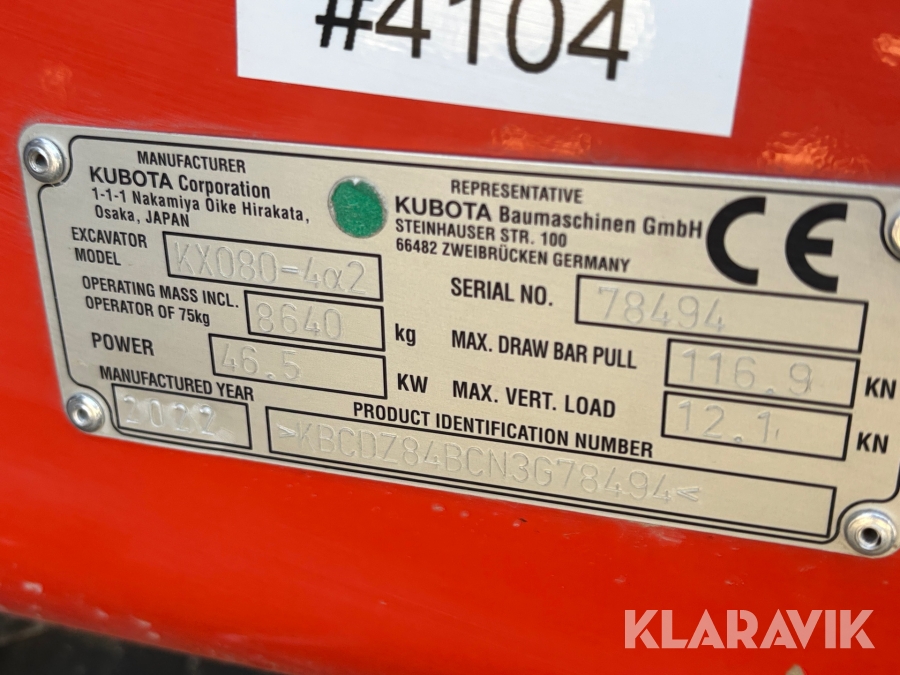 #4104
MANUFACTURER
KUBOTA Corporation
1-1-1 Nakamiya Oike Hirakata,
Osaka, JAPAN
REPRESENTATIVE
KUBOTA Baumaschinen GmbH
STEINHAUSER STR. 100
66482 ZWEIBRÜCKEN GERMANY
CE
EXCAVATOR MODEL KX080-4α2
SERIAL NO. 78494
OPERATING MASS INCL. OPERATOR OF 75kg 8640 kg
MAX. DRAW BAR PULL 116.9 KN
POWER 46.5 KW
MAX. VERT. LOAD 12.1 KN
MANUFACTURED YEAR
2022
PRODUCT IDENTIFICATION NUMBER
>KBCDZ84BCN3G78494<
KLARAVIK